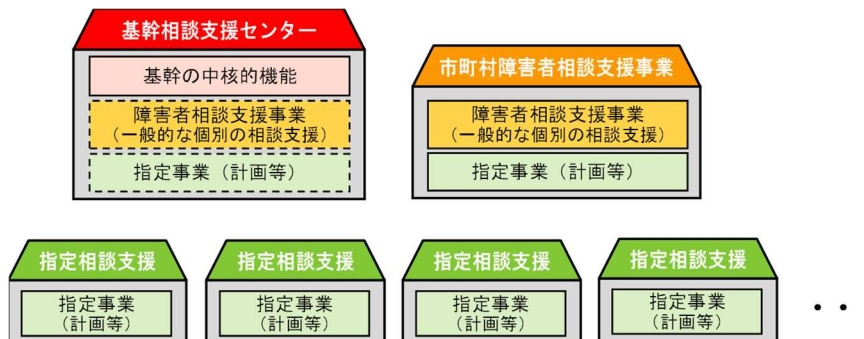 基幹相談支援センター
基幹の中核的機能
障害者相談支援事業
（一般的な個別の相談支援）
指定事業（計画等）
市町村障害者相談支援事業
障害者相談支援事業
（一般的な個別の相談支援）
指定事業（計画等）
指定相談支援
指定事業
（計画等）
指定相談支援
指定事業
（計画等）
指定相談支援
指定事業
（計画等）
指定相談支援
指定事業
（計画等）
・・